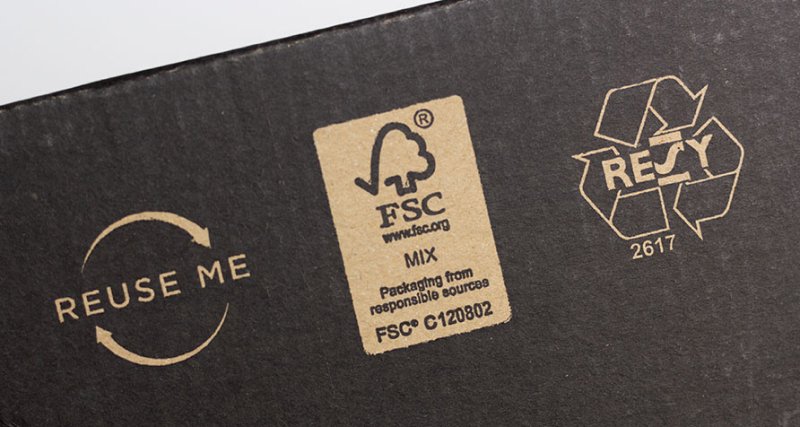 REUSE ME
®
FSC
www.fsc.org
MIX
Packaging from
responsible sources
FSC® C120802
RESY
2617